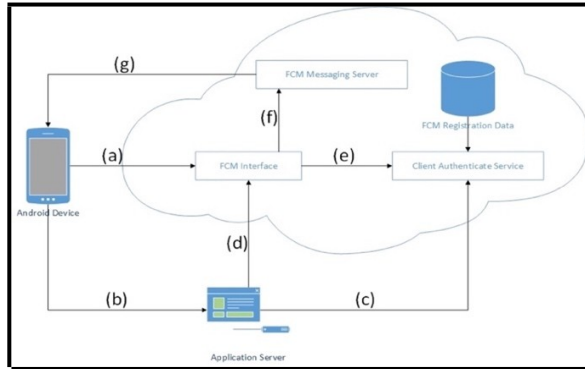 (g)
FCM Messaging Server
(f)
FCM Registration Data
(a)
FCM Interface
(e)
Client Authenticate Service
Android Device
(d)
(b)
(c)
Application Server